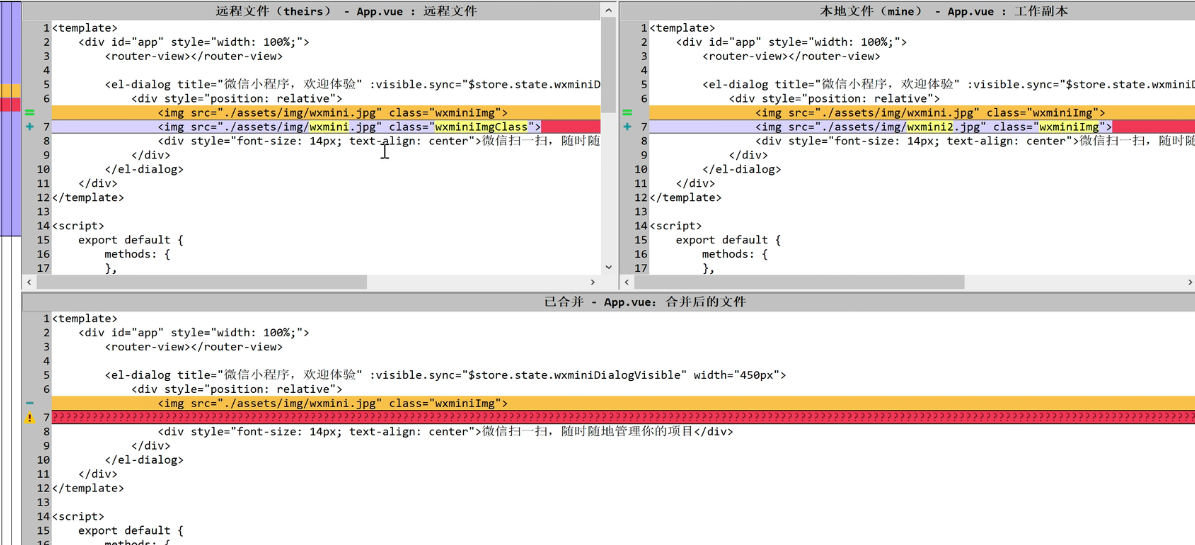 远程文件（theirs） - App.vue : 远程文件
1<template>
2    <div id="app" style="width: 100%;">
3        <router-view></router-view>
4
5        <el-dialog title="微信小程序，欢迎体验" :visible.sync="$store.state.wxminiD
6            <div style="position: relative">
=                <img src="./assets/img/wxmini.jpg" class="wxminiImg">
+ 7                <img src="./assets/img/wxmini.jpg" class="wxminiImgClass">
8                <div style="font-size: 14px; text-align: center">微信扫一扫，随时随
9            </div>
10        </el-dialog>
11    </div>
12</template>
13
14<script>
15    export default {
16        methods: {
17        },
本地文件（mine） - App.vue : 工作副本
1<template>
2    <div id="app" style="width: 100%;">
3        <router-view></router-view>
4
5        <el-dialog title="微信小程序，欢迎体验" :visible.sync="$store.state.wxmini
6            <div style="position: relative">
=                <img src="./assets/img/wxmini.jpg" class="wxminiImg">
+ 7                <img src="./assets/img/wxmini2.jpg" class="wxminiImg">
8                <div style="font-size: 14px; text-align: center">微信扫一扫，随时随
9            </div>
10        </el-dialog>
11    </div>
12</template>
13
14<script>
15    export default {
16        methods: {
17        },
已合并 - App.vue: 合并后的文件
1<template>
2    <div id="app" style="width: 100%;">
3        <router-view></router-view>
4
5        <el-dialog title="微信小程序，欢迎体验" :visible.sync="$store.state.wxminiDialogVisible" width="450px">
6            <div style="position: relative">
-                <img src="./assets/img/wxmini.jpg" class="wxminiImg">
! 7
8                <div style="font-size: 14px; text-align: center">微信扫一扫，随时随地管理你的项目</div>
9            </div>
10        </el-dialog>
11    </div>
12</template>
13
14<script>
15    export default {
16        methods: {